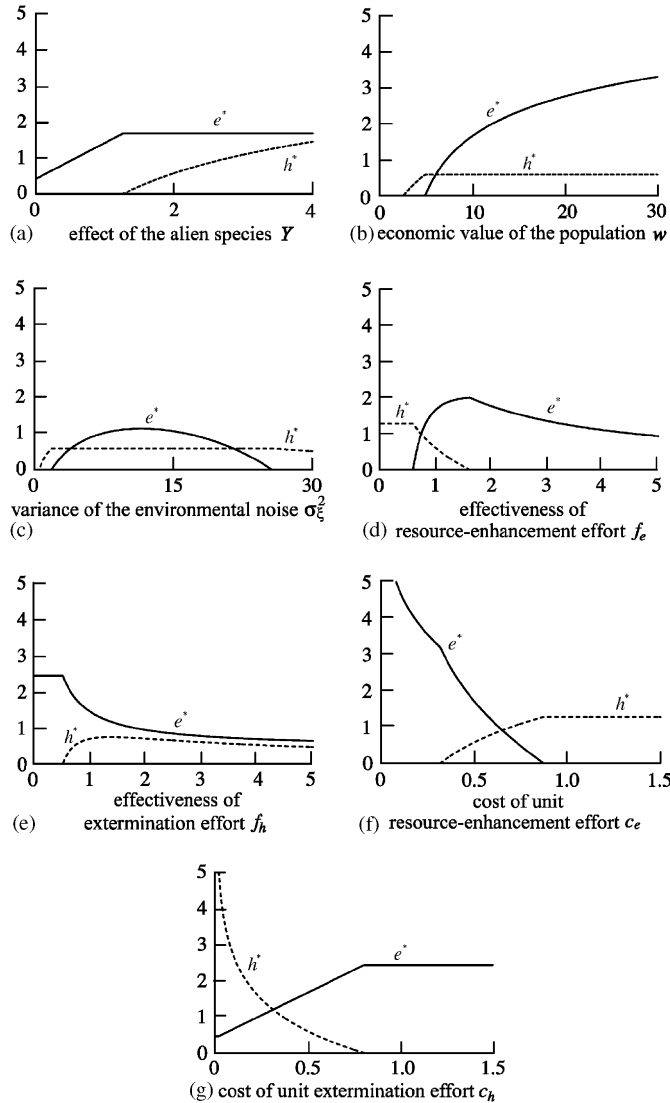 5
4
3
2
1
0
e*
h*
0 2 4
(a) effect of the alien species Y
5
4
3
2
1
0
e*
h*
10 20 30
(b) economic value of the population w
5
4
3
2
1
0
e*
h*
0 15 30
variance of the environmental noise σξ²
(c)
5
4
3
2
1
0
h*
e*
1 2 3 4 5
effectiveness of
(d) resource-enhancement effort fe
5
4
3
2
1
0
h*
e*
0 1 2 3 4 5
effectiveness of
(e) extermination effort fh
5
4
3
2
1
0
e*
h*
0 0.5 1.0 1.5
cost of unit
(f) resource-enhancement effort ce
5
4
3
2
1
0
h*
e*
0 0.5 1.0 1.5
(g) cost of unit extermination effort ch